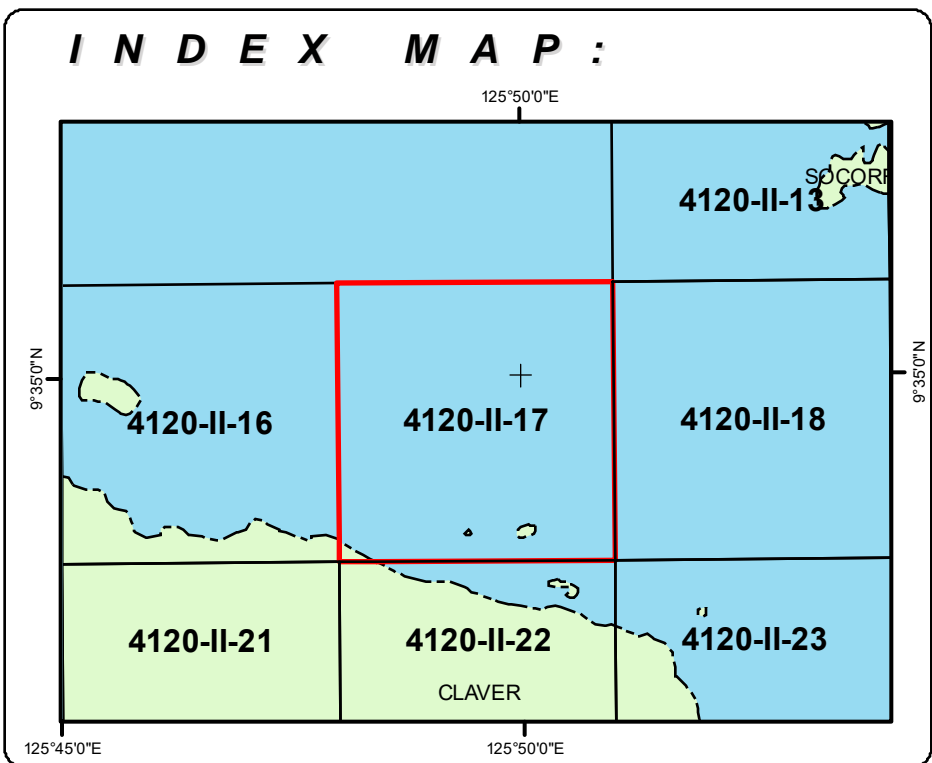 INDEX MAP:
125°50'0"E
SOCORR
4120-II-13
9°35'0"N
9°35'0"N
4120-II-16
4120-II-17
4120-II-18
4120-II-21
4120-II-22
4120-II-23
CLAVER
125°45'0"E
125°50'0"E